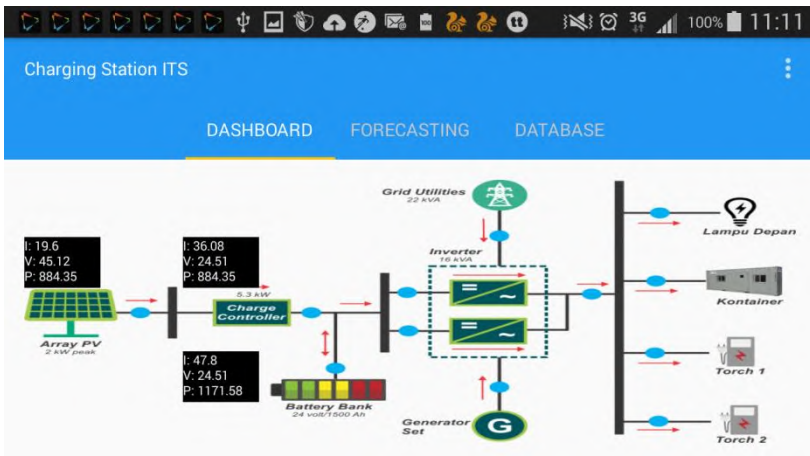 100
tt
3G
100%
11:11
Charging Station ITS
DASHBOARD
FORECASTING
DATABASE
Grid Utilities
22 kVA
Lampu Depan
I: 19.6
V: 45.12
P: 884.35
I: 36.08
V: 24.51
P: 884.35
Inverter
16 kVA
5.3 kW
Charge
Controller
Kontainer
Array PV
2 kW peak
I: 47.8
V: 24.51
P: 1171.58
Torch 1
Battery Bank
24 volt/1500 Ah
Generator
Set
G
Torch 2